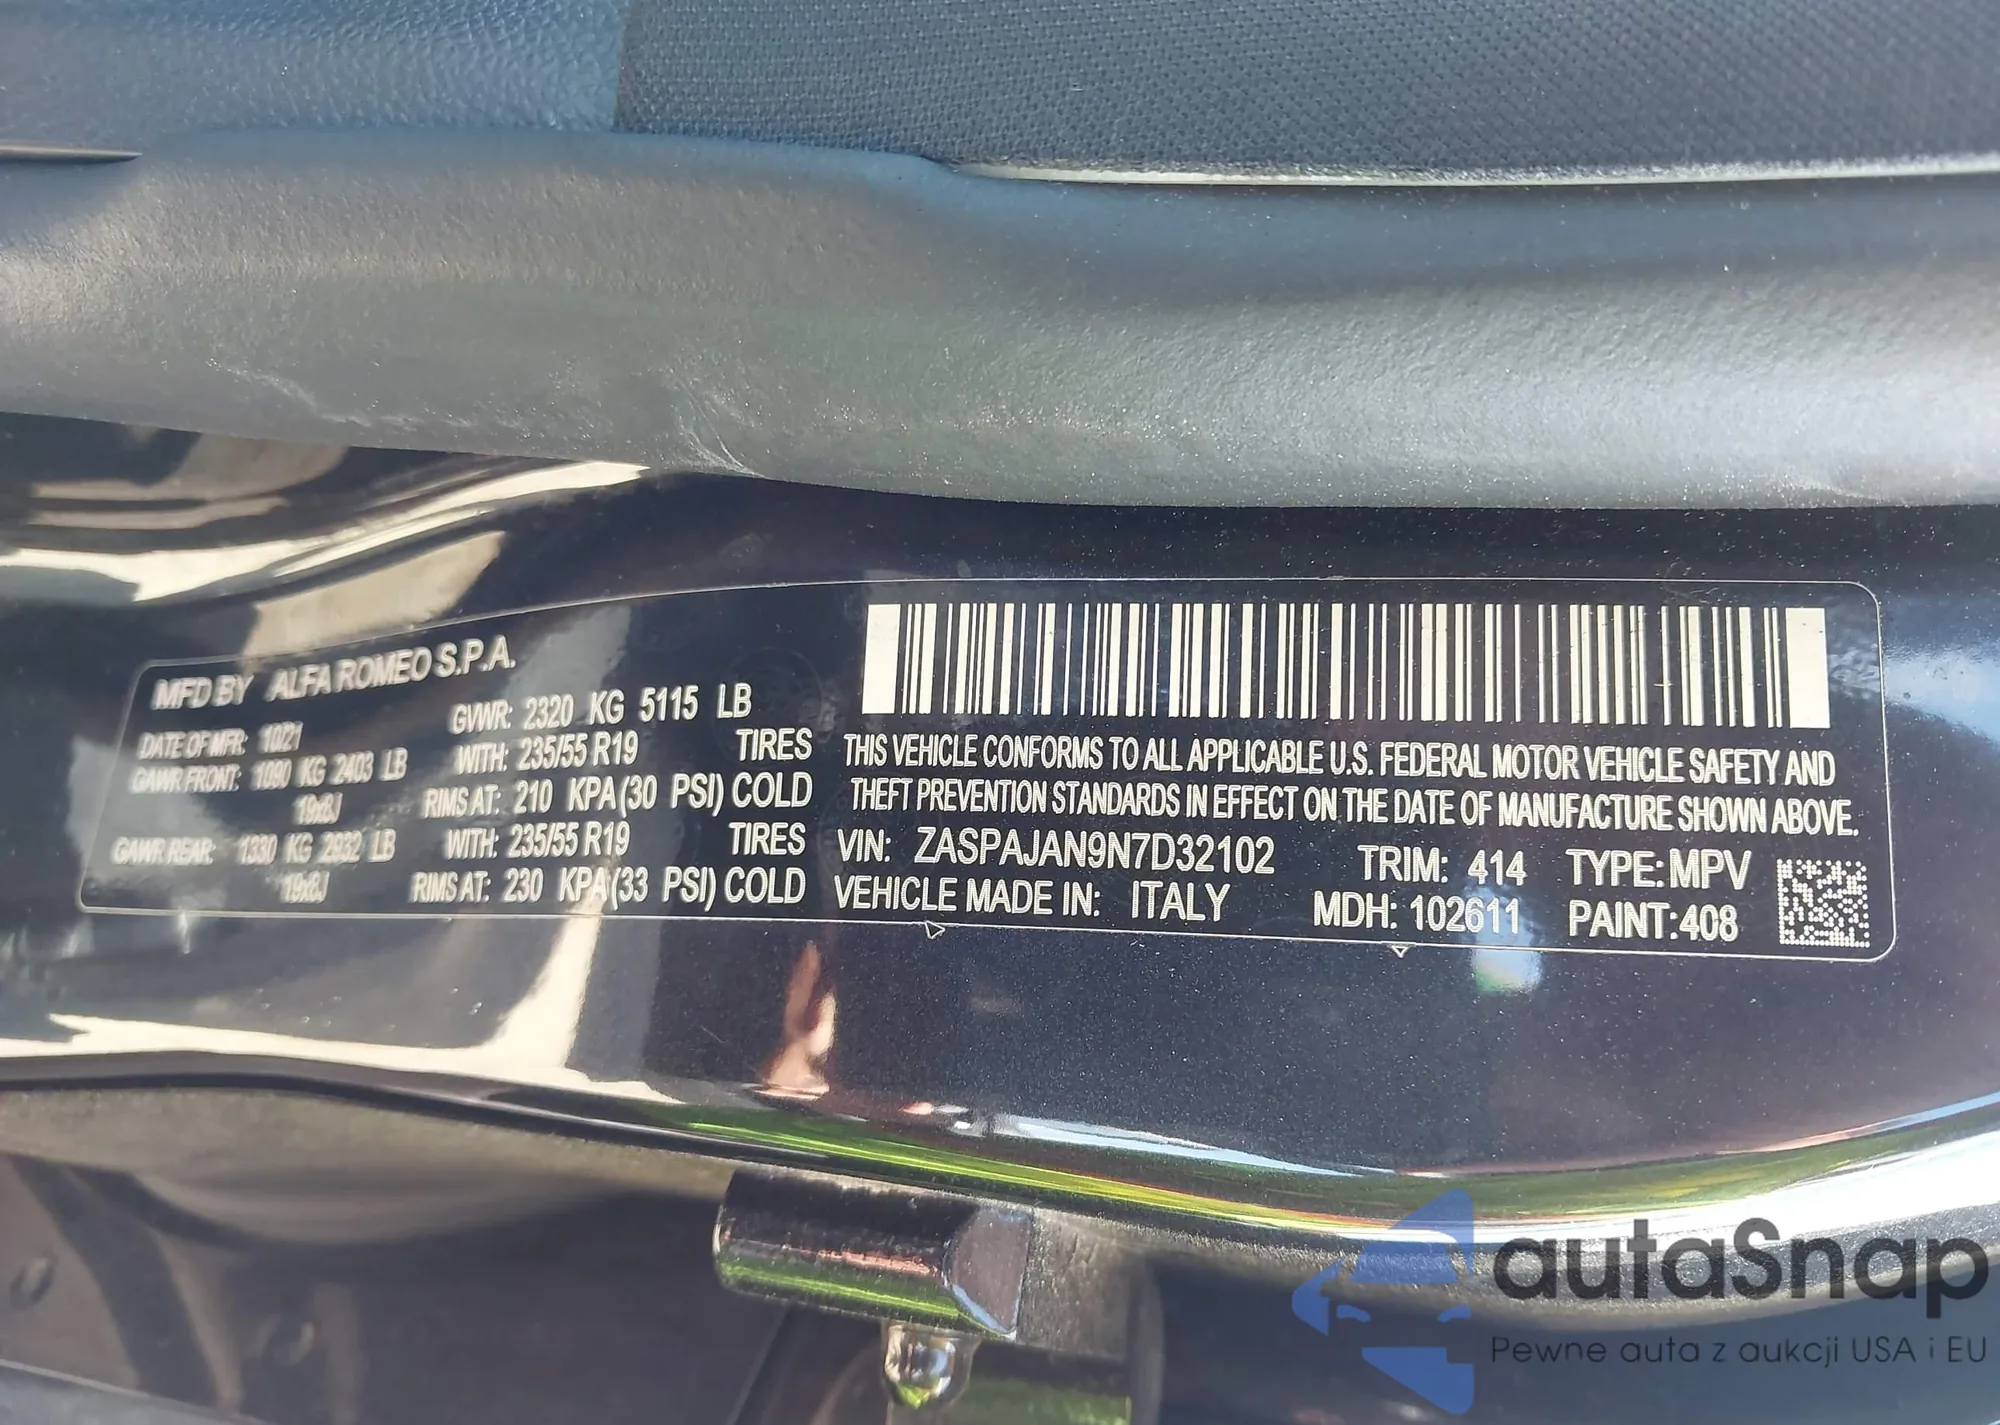 MFD BY ALFA ROMEO S.P.A.
DATE OF MFR: 10/21 GVWR: 2320 KG 5115 LB
GAWR FRONT: 1090 KG 2403 LB WITH: 235/55 R19 TIRES
19x8J RIMS AT: 210 KPA(30 PSI) COLD
GAWR REAR: 1330 KG 2932 LB WITH: 235/55 R19 TIRES
19x8J RIMS AT: 230 KPA(33 PSI) COLD
THIS VEHICLE CONFORMS TO ALL APPLICABLE U.S. FEDERAL MOTOR VEHICLE SAFETY AND
THEFT PREVENTION STANDARDS IN EFFECT ON THE DATE OF MANUFACTURE SHOWN ABOVE.
VIN: ZASPAJAN9N7D32102 TRIM: 414 TYPE: MPV
VEHICLE MADE IN: ITALY MDH: 102611 PAINT: 408
autaSnap
Pewne auta z aukcji USA i EU